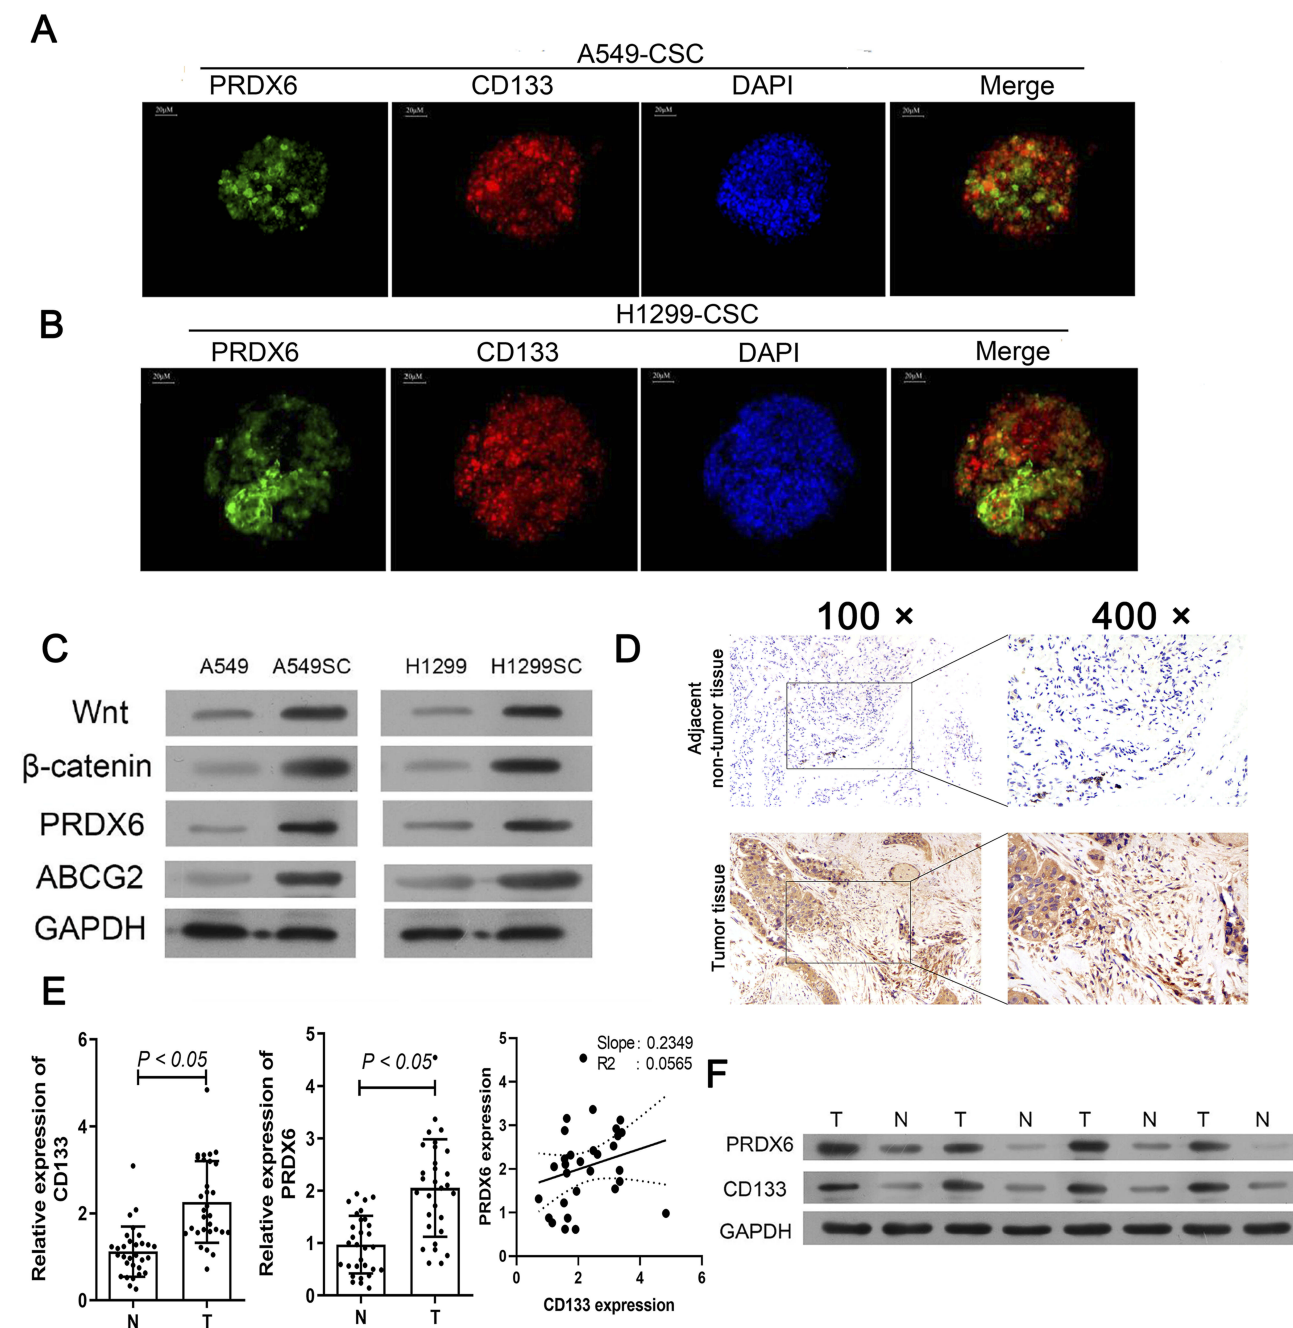 A
A549-CSC
PRDX6 CD133 DAPI Merge
20μM 20μM 20μM 20μM
B
H1299-CSC
PRDX6 CD133 DAPI Merge
20μM 20μM 20μM 20μM
C
A549 A549SC H1299 H1299SC
Wnt
β-catenin
PRDX6
ABCG2
GAPDH
D
100 × 400 ×
Adjacent
non-tumor tissue
Tumor tissue
E
Relative expression of
CD133
6
4
2
0
P < 0.05
N T
Relative expression of
PRDX6
5
4
3
2
1
0
P < 0.05
N T
PRDX6 expression
5
4
3
2
1
0
Slope : 0.2349
R2 : 0.0565
0 2 4 6
CD133 expression
F
T N T N T N T N
PRDX6
CD133
GAPDH